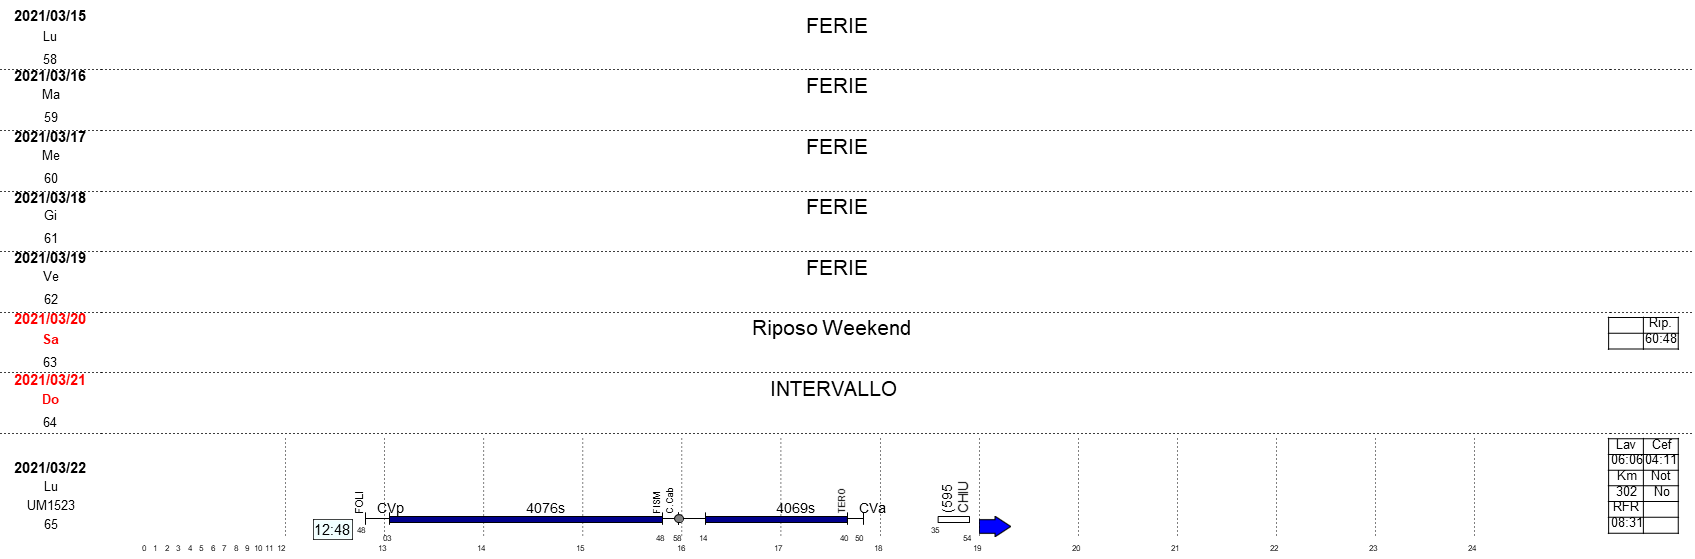 2021/03/15
Lu
58
FERIE
2021/03/16
Ma
59
FERIE
2021/03/17
Me
60
FERIE
2021/03/18
Gi
61
FERIE
2021/03/19
Ve
62
FERIE
2021/03/20
Sa
63
Riposo Weekend
Rip.
60:48
2021/03/21
Do
64
INTERVALLO
2021/03/22
Lu
UM1523
65
12:48
FOLI
48
CVp
03
4076s
FISM
48
C.Cab
58
14
4069s
TERO
40
CVa
50
(595
CHIU
35
54
Lav Cef
06:06 04:11
Km Not
302 No
RFR
08:31
0 1 2 3 4 5 6 7 8 9 10 11 12 13 14 15 16 17 18 19 20 21 22 23 24